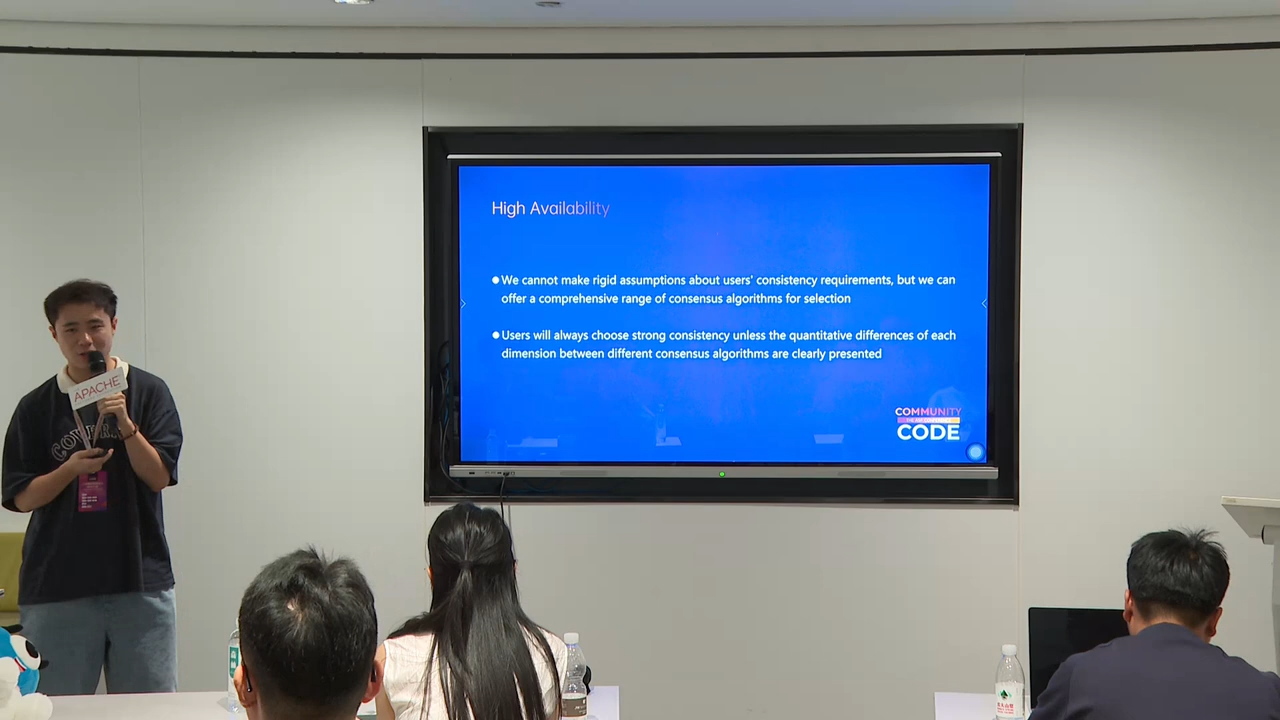 High Availability
We cannot make rigid assumptions about users' consistency requirements, but we can
offer a comprehensive range of consensus algorithms for selection
Users will always choose strong consistency unless the quantitative differences of each
dimension between different consensus algorithms are clearly presented
COMMUNITY
CODE
APACHE